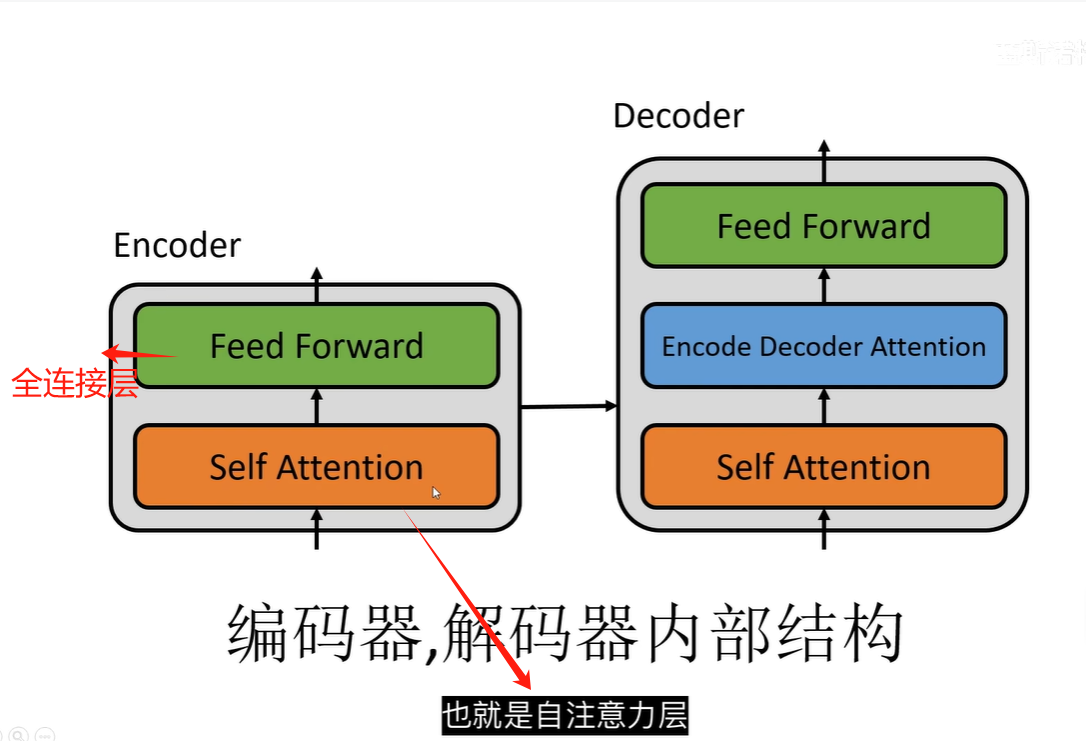 Decoder
Feed Forward
Encoder
Feed Forward
Encode Decoder Attention
全连接层
Self Attention
Self Attention
编码器,解码器内部结构
也就是自注意力层